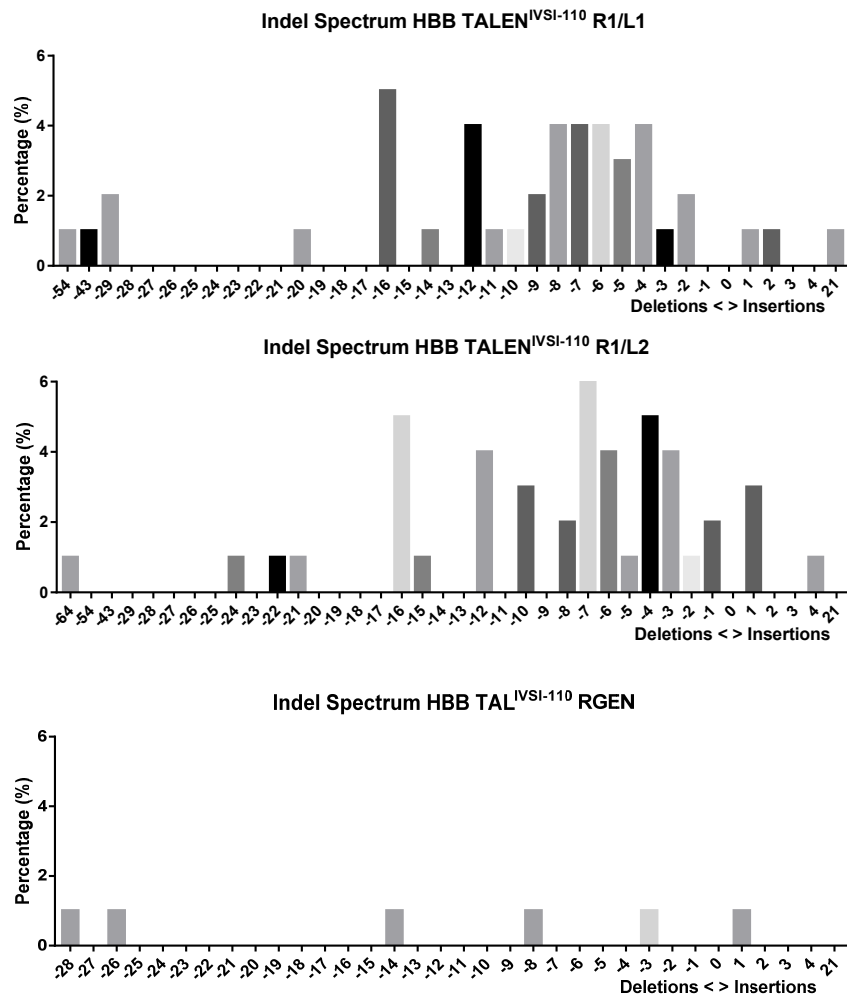 Indel Spectrum HBB TALEN^IVSI-110 R1/L1
Percentage (%)
6
4
2
0
-54 -43 -29 -28 -27 -26 -25 -24 -23 -22 -21 -20 -19 -18 -17 -16 -15 -14 -13 -12 -11 -10 -9 -8 -7 -6 -5 -4 -3 -2 -1 0 1 2 3 4 21
Deletions < > Insertions
Indel Spectrum HBB TALEN^IVSI-110 R1/L2
Percentage (%)
6
4
2
0
-64 -54 -43 -29 -28 -27 -26 -25 -24 -23 -22 -21 -20 -19 -18 -17 -16 -15 -14 -13 -12 -11 -10 -9 -8 -7 -6 -5 -4 -3 -2 -1 0 1 2 3 4 21
Deletions < > Insertions
Indel Spectrum HBB TAL^IVSI-110 RGEN
Percentage (%)
6
4
2
0
-28 -27 -26 -25 -24 -23 -22 -21 -20 -19 -18 -17 -16 -15 -14 -13 -12 -11 -10 -9 -8 -7 -6 -5 -4 -3 -2 -1 0 1 2 3 4 21
Deletions < > Insertions